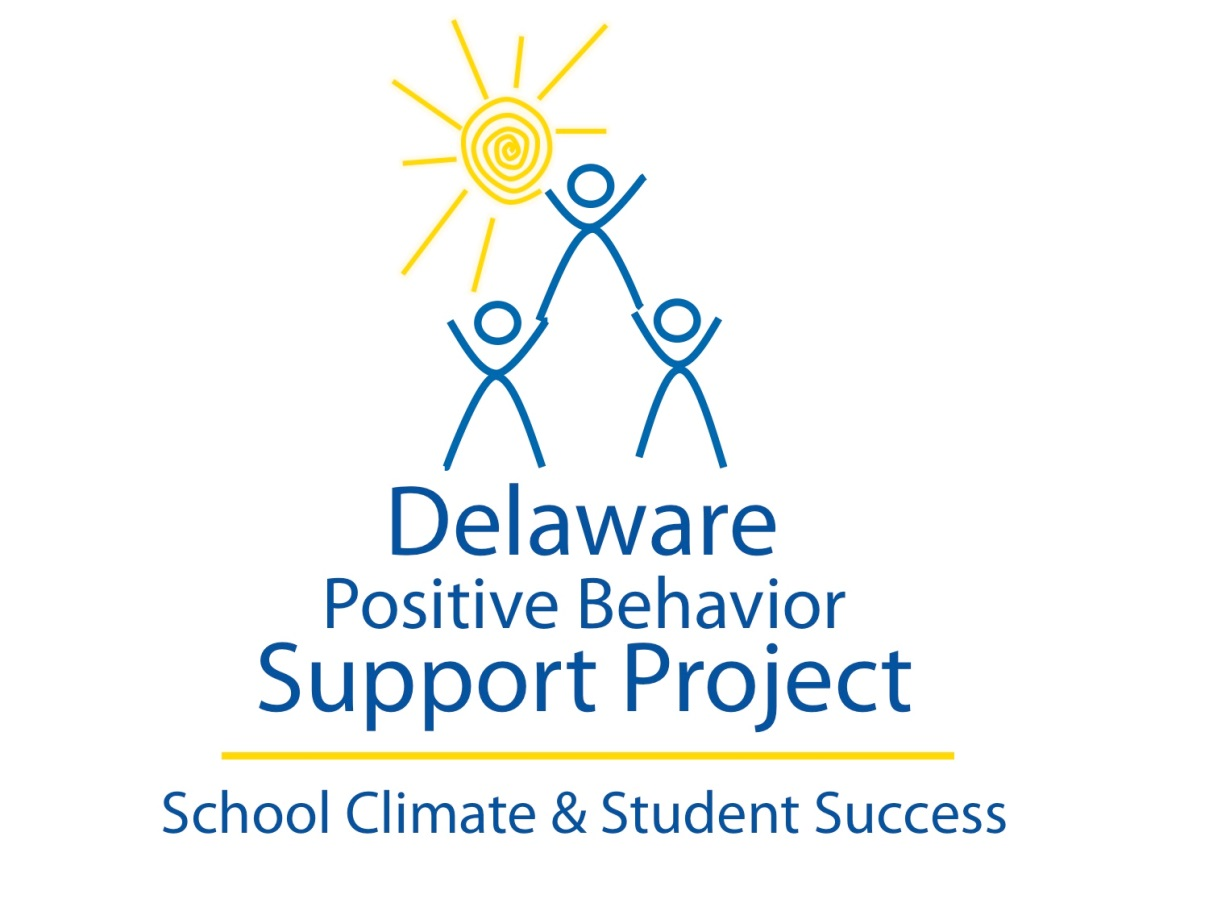 Delaware
Positive Behavior
Support Project
School Climate & Student Success